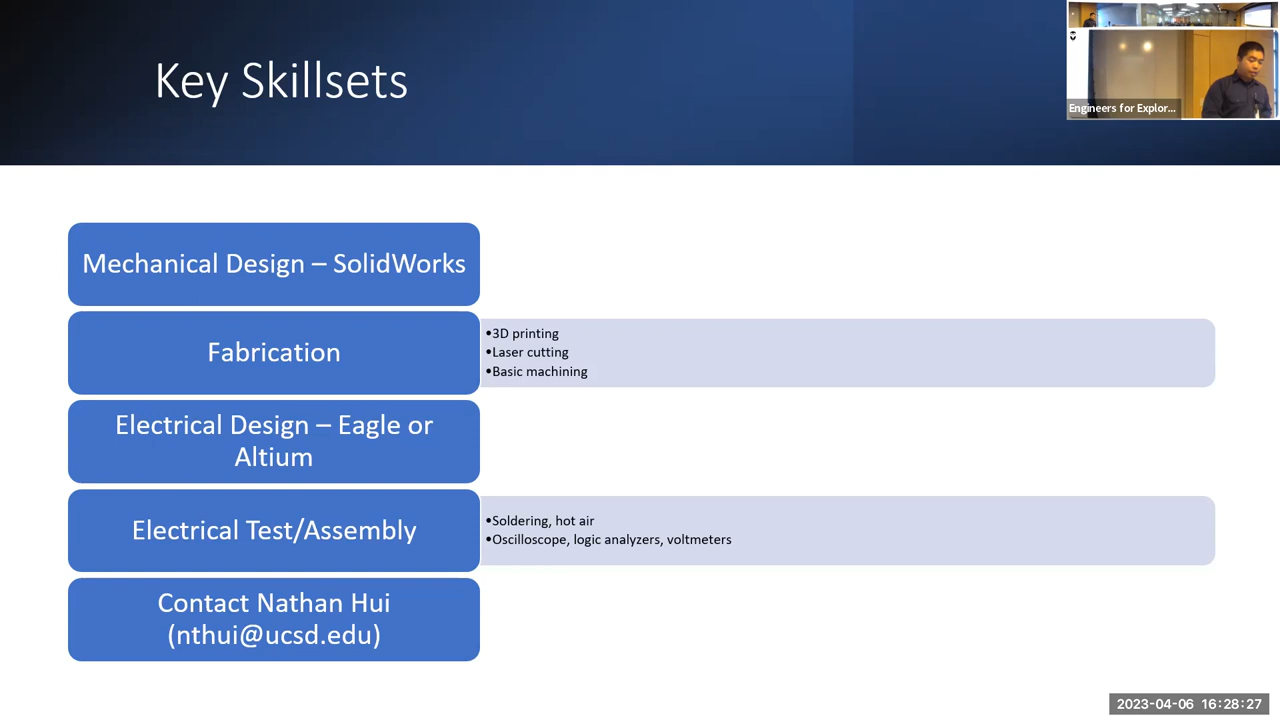 Key Skillsets
Engineers for Explor...
Mechanical Design – SolidWorks
Fabrication
•3D printing
•Laser cutting
•Basic machining
Electrical Design – Eagle or
Altium
Electrical Test/Assembly
•Soldering, hot air
•Oscilloscope, logic analyzers, voltmeters
Contact Nathan Hui
(nthui@ucsd.edu)
2023-04-06 16:28:27